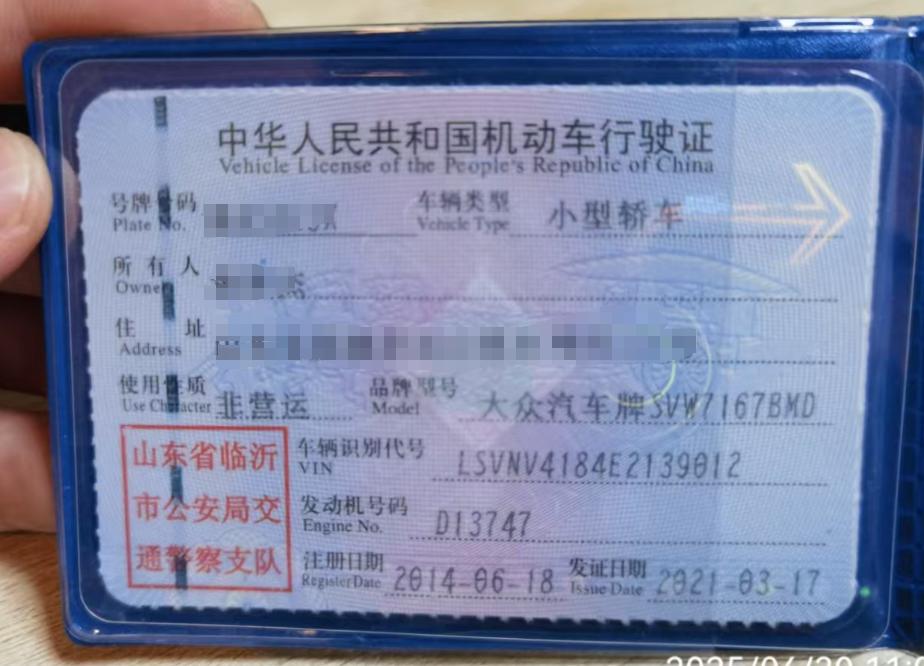 中华人民共和国机动车行驶证
Vehicle License of the People's Republic of China
号牌号码 车辆类型 小型轿车
Plate No. Vehicle Type
所有人
Owner
住址
Address
使用性质 非营运 品牌型号 大众汽车牌SVW7167BMD
Use Character Model
山东省临沂
市公安局交
通警察支队
车辆识别代号 LSVNV4184E2139012
VIN
发动机号码 D13747
Engine No.
注册日期 2014-06-18 发证日期 2021-03-17
Register Date Issue Date